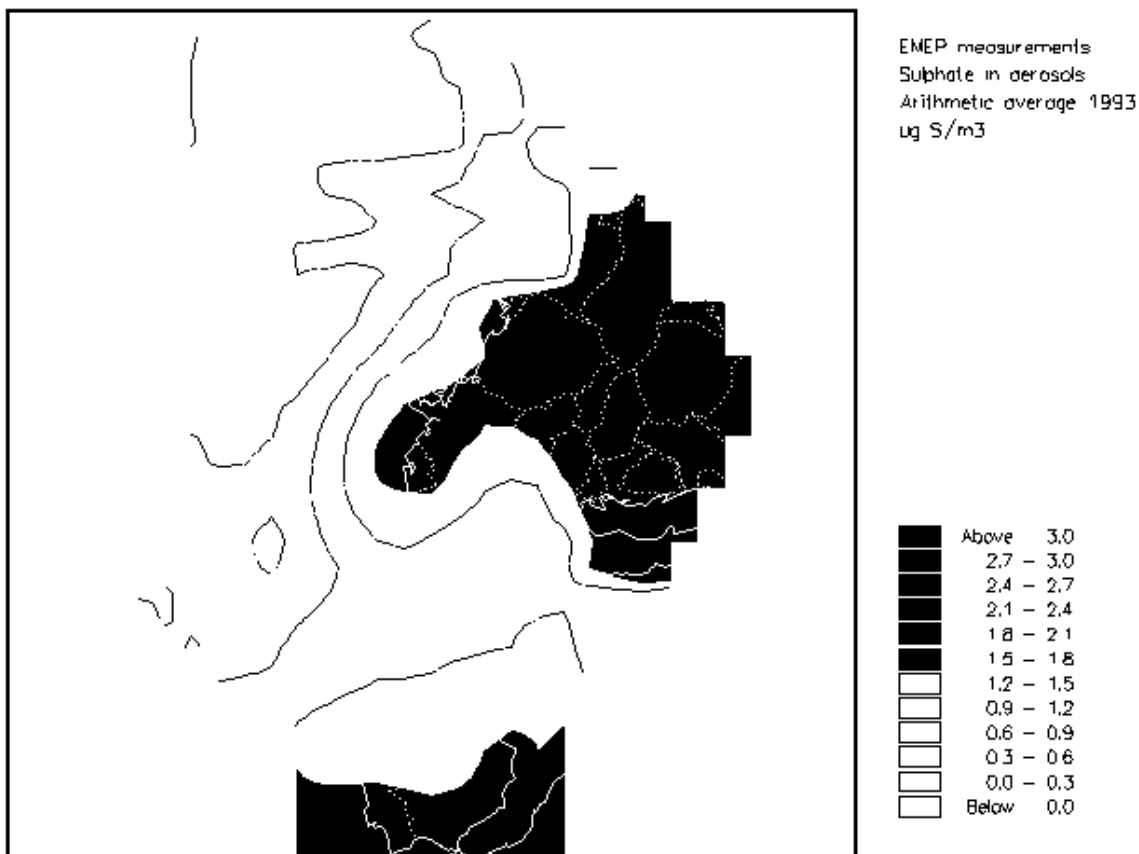 EMEP measurements
Sulphate in aerosols
Arithmetic average 1993
ug S/m3
Above 3.0
2.7 - 3.0
2.4 - 2.7
2.1 - 2.4
1.8 - 2.1
1.5 - 1.8
1.2 - 1.5
0.9 - 1.2
0.6 - 0.9
0.3 - 0.6
0.0 - 0.3
Below 0.0